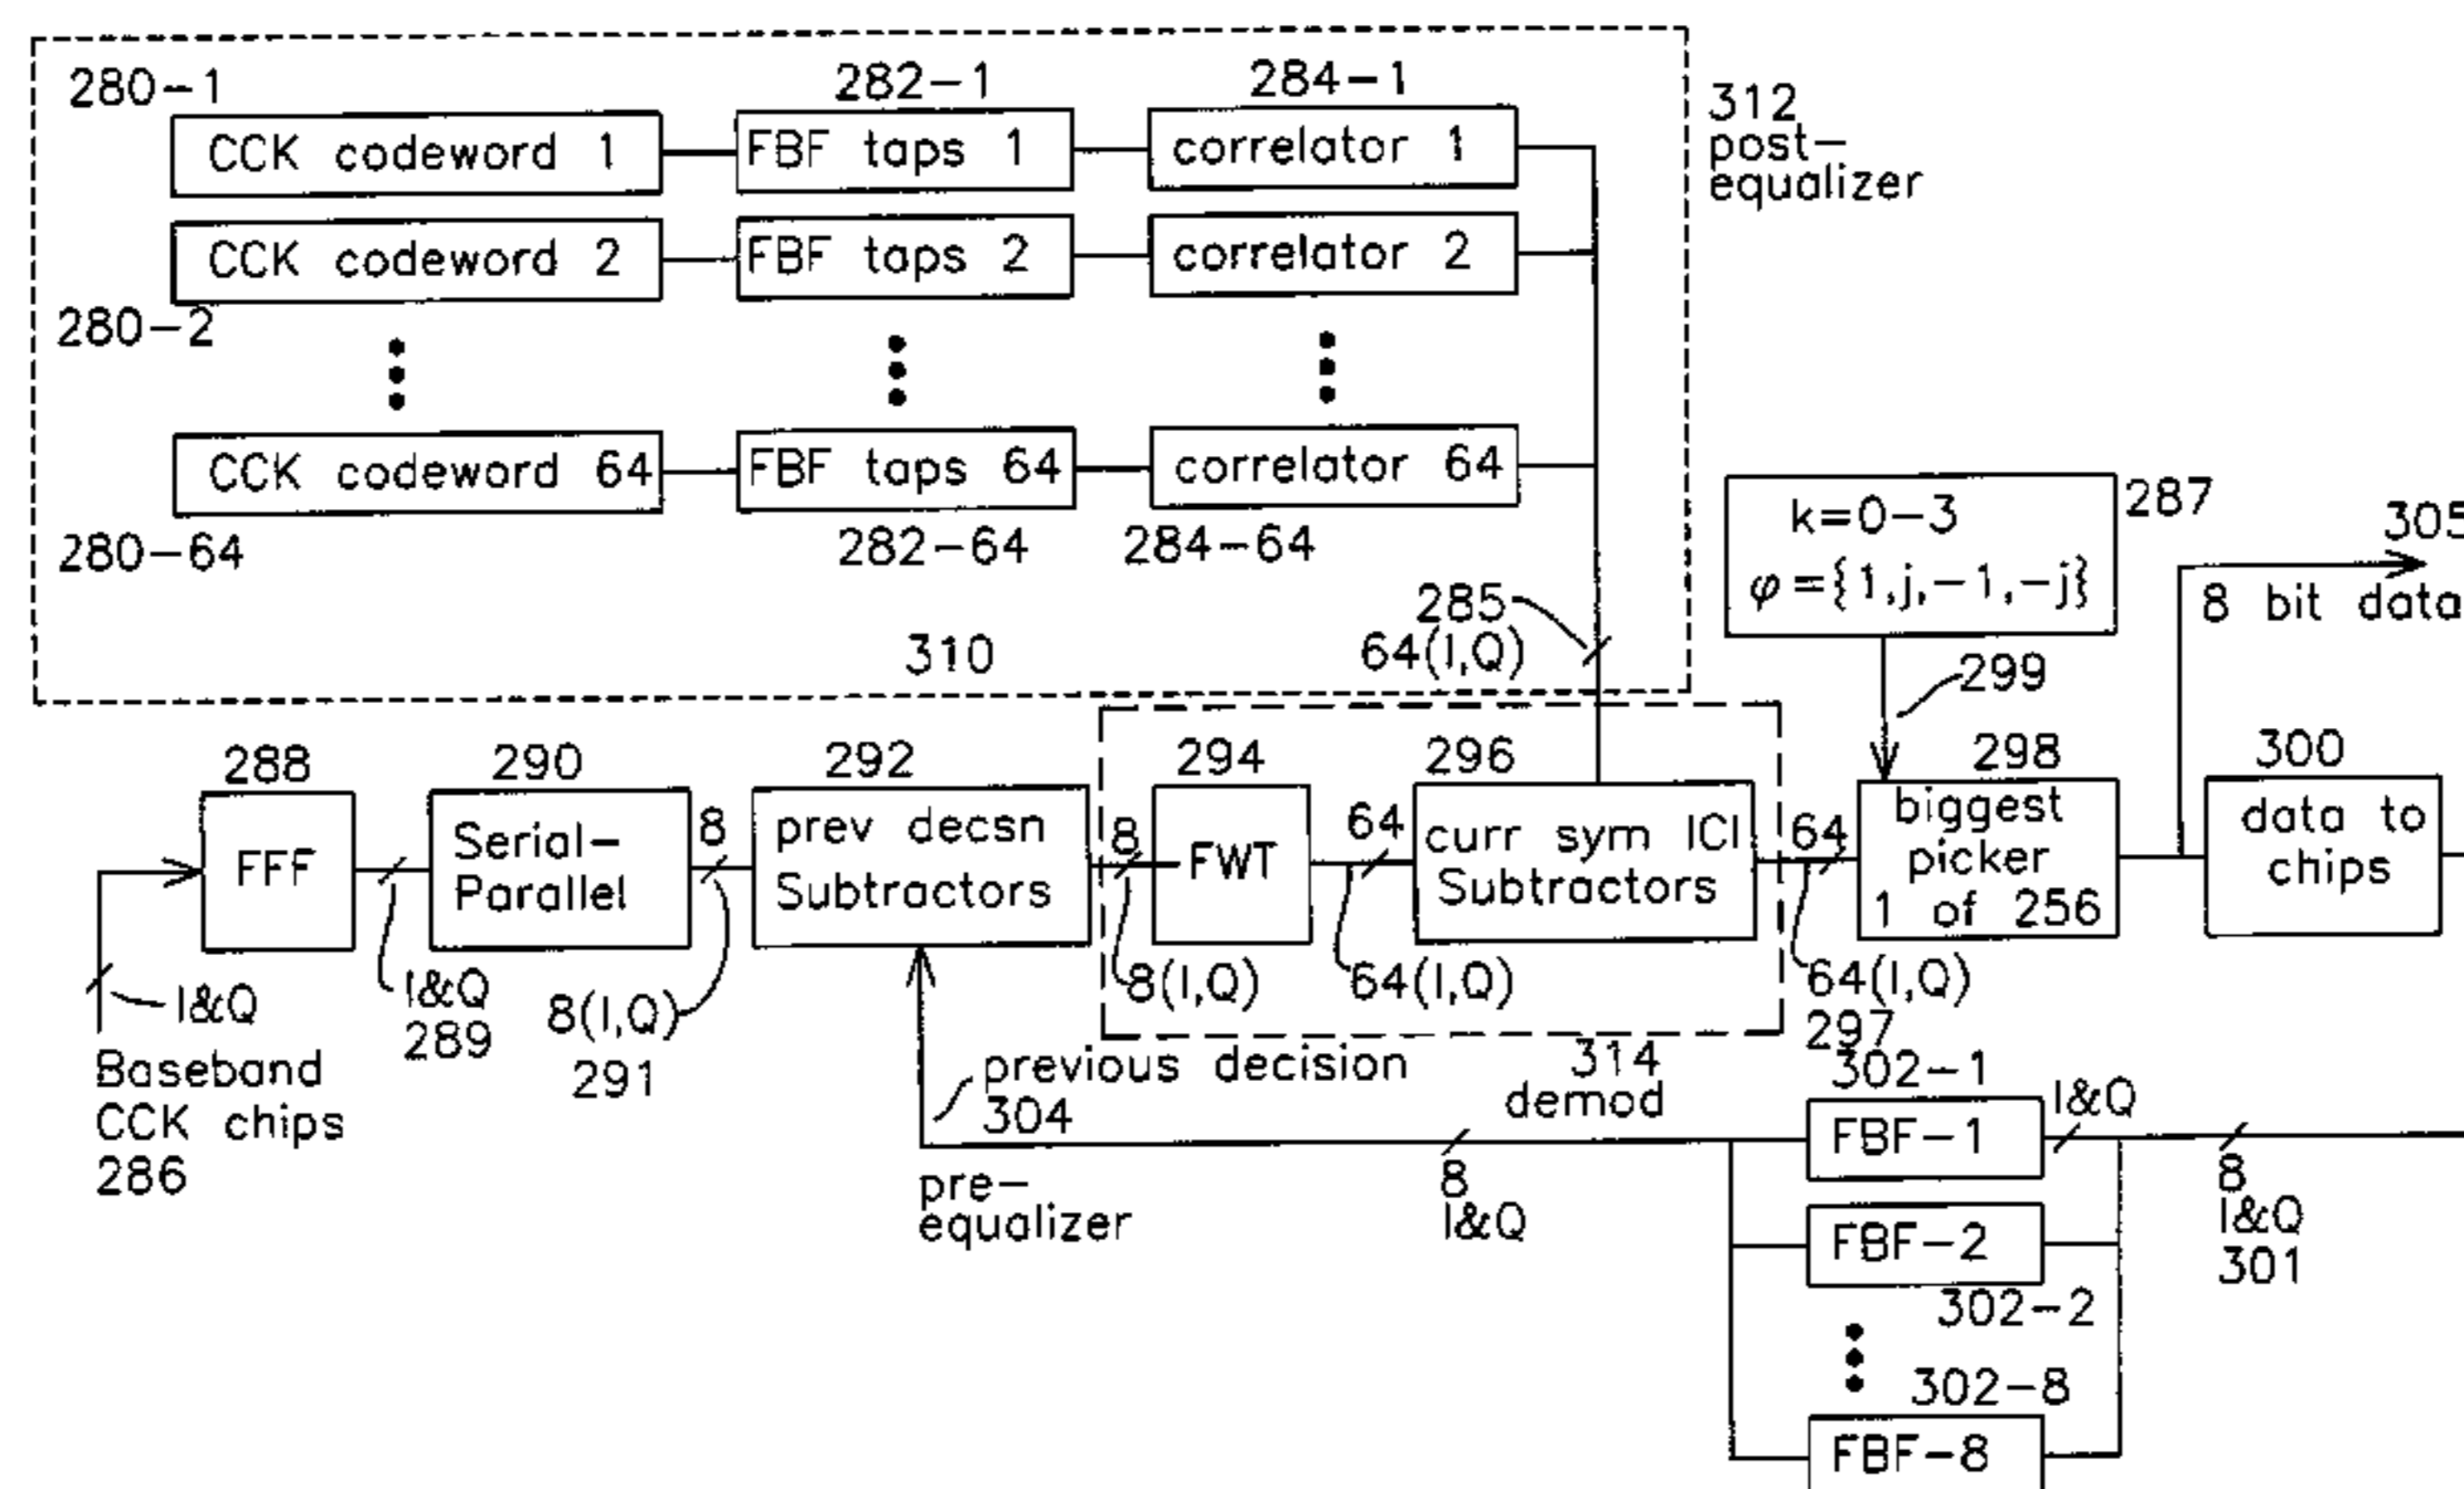 280-1
282-1
284-1
312
post-
equalizer
CCK codeword 1
FBF taps 1
correlator 1
CCK codeword 2
FBF taps 2
correlator 2
280-2
CCK codeword 64
FBF taps 64
correlator 64
280-64
282-64
284-64
285
64(I,Q)
310
k=0-3
φ={1,j,-1,-j}
287
299
305
8 bit data
288
290
292
294
296
298
300
FFF
Serial-
Parallel
8
prev decsn
Subtractors
8
FWT
64
curr sym ICI
Subtractors
64
biggest
picker
1 of 256
data to
chips
I&Q
I&Q
289
8(I,Q)
291
8(I,Q)
64(I,Q)
64(I,Q)
297
Baseband
CCK chips
286
previous decision
304
314
demod
pre-
equalizer
8
I&Q
302-1
FBF-1
I&Q
8
I&Q
301
FBF-2
302-2
302-8
FBF-8